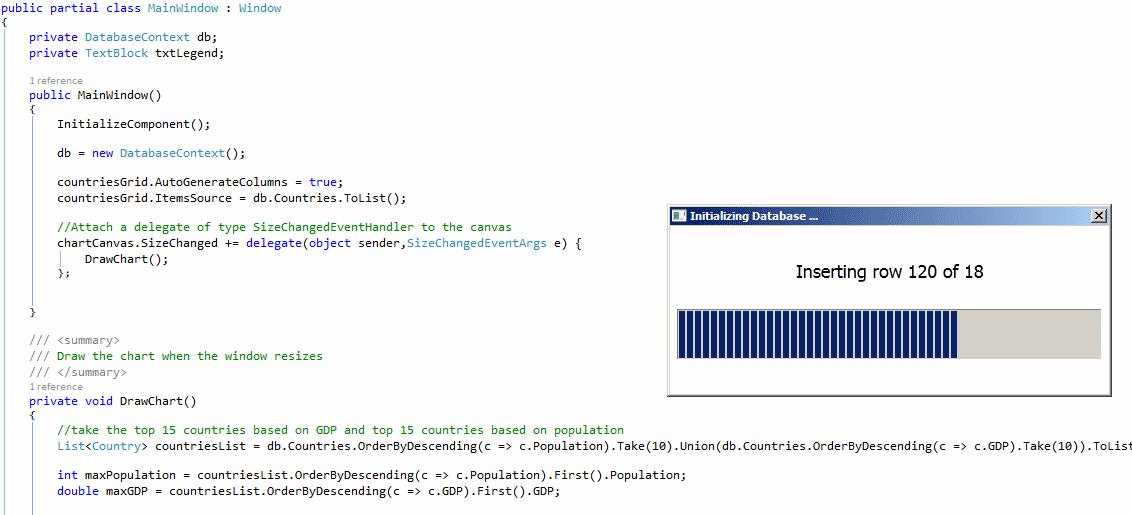 public partial class MainWindow : Window
{
private DatabaseContext db;
private TextBlock txtLegend;
1 reference
public MainWindow()
{
InitializeComponent();
db = new DatabaseContext();
countriesGrid.AutoGenerateColumns = true;
countriesGrid.ItemsSource = db.Countries.ToList();
//Attach a delegate of type SizeChangedEventHandler to the canvas
chartCanvas.SizeChanged += delegate(object sender,SizeChangedEventArgs e) {
DrawChart();
};
}
/// <summary>
/// Draw the chart when the window resizes
/// </summary>
1 reference
private void DrawChart()
{
//take the top 15 countries based on GDP and top 15 countries based on population
List<Country> countriesList = db.Countries.OrderByDescending(c => c.Population).Take(10).Union(db.Countries.OrderByDescending(c => c.GDP).Take(10)).ToList
int maxPopulation = countriesList.OrderByDescending(c => c.Population).First().Population;
double maxGDP = countriesList.OrderByDescending(c => c.GDP).First().GDP;
Initializing Database ...
Inserting row 120 of 18